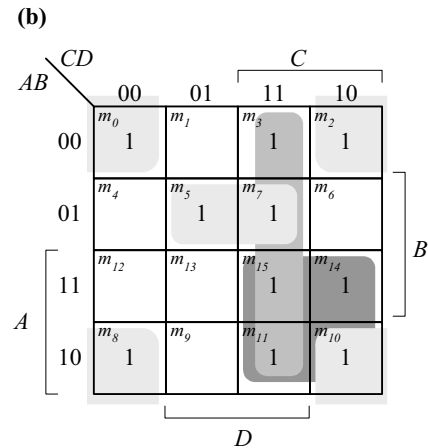 (b)
CD
AB
C
00 01 11 10
m0 m1 m3 m2
00 1 1 1
m4 m5 m7 m6
01 1 1
B
m12 m13 m15 m14
11 1 1
A
m8 m9 m11 m10
10 1 1 1
D